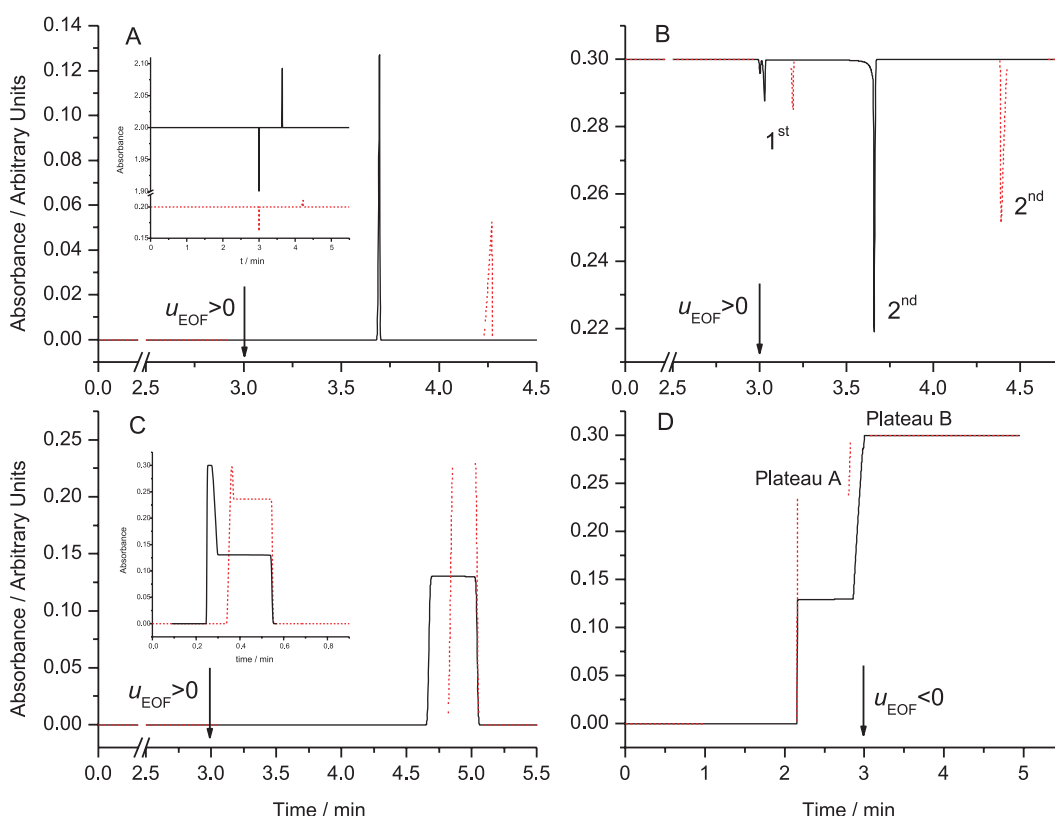 A
0.14
0.12
0.10
0.08
0.06
0.04
0.02
0.00
Absorbance / Arbitrary Units
2.10
2.05
2.00
1.95
1.90
0.20
0.15
Absorbance
0 1 2 3 4 5
t / min
uEOF>0
0.0 2.5 3.0 3.5 4.0 4.5
B
0.30
0.28
0.26
0.24
0.22
1st
2nd
2nd
uEOF>0
0.0 2.5 3.0 3.5 4.0 4.5
C
0.25
0.20
0.15
0.10
0.05
0.00
Absorbance / Arbitrary Units
0.30
0.25
0.20
0.15
0.10
0.05
0.00
Absorbance
0,0 0,2 0,4 0,6 0,8
time / min
uEOF>0
0.0 2.5 3.0 3.5 4.0 4.5 5.0 5.5
Time / min
D
Plateau B
Plateau A
0.30
0.25
0.20
0.15
0.10
0.05
0.00
uEOF<0
0 1 2 3 4 5
Time / min